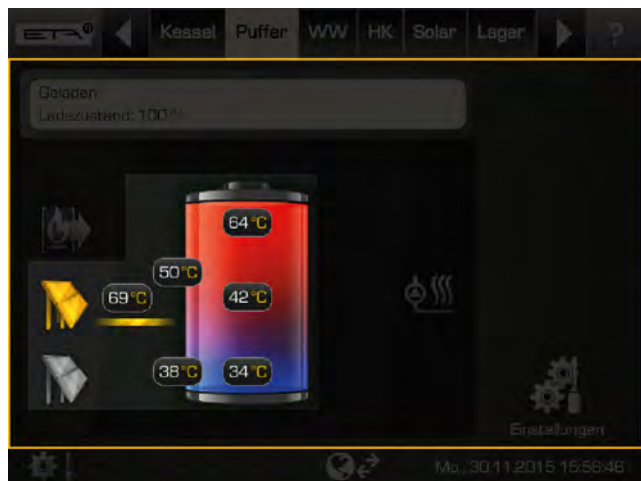 ETA
Kessel Puffer WW HK Solar Lager ?
Geladen
Ladezustand: 100%
64°C
50°C
69°C 42°C
38°C 34°C
Einstellungen
Mo., 30.11.2015 15:56:46